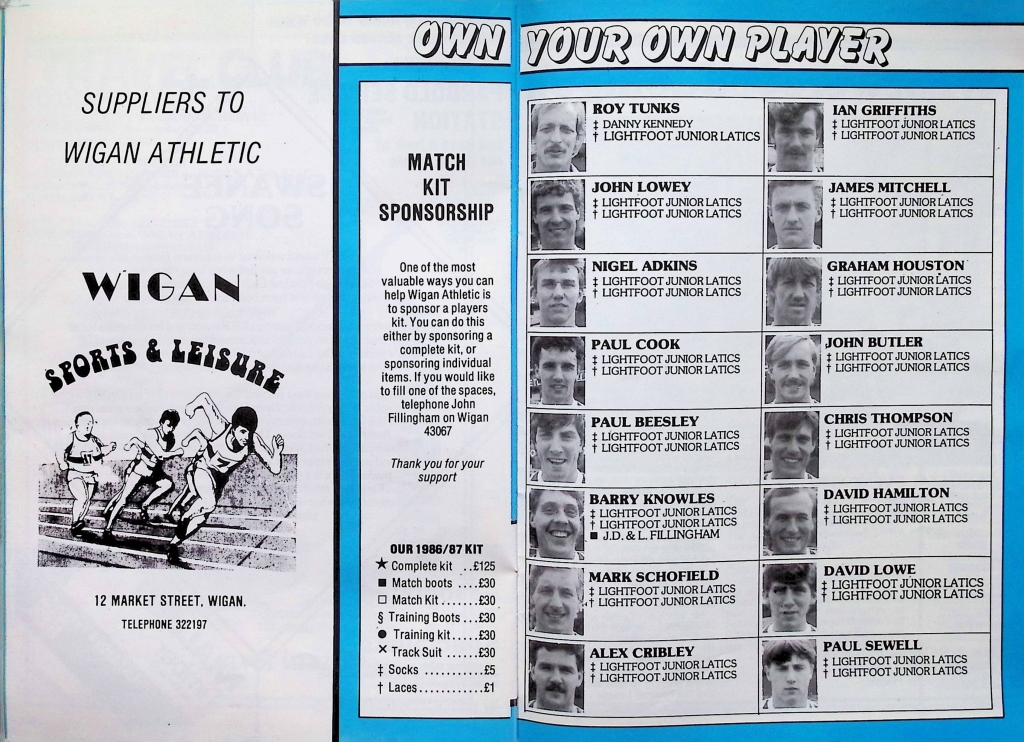 SUPPLIERS TO
WIGAN ATHLETIC
WIGAN
SPORTS & LEISURE
12 MARKET STREET, WIGAN.
TELEPHONE 322197
OWN YOUR OWN PLAYER
MATCH
KIT
SPONSORSHIP
One of the most
valuable ways you can
help Wigan Athletic is
to sponsor a players
kit. You can do this
either by sponsoring a
complete kit, or
sponsoring individual
items. If you would like
to fill one of the spaces,
telephone John
Fillingham on Wigan
43067
Thank you for your
support
OUR 1986/87 KIT
★ Complete kit ..£125
■ Match boots ....£30
□ Match Kit .......£30
§ Training Boots ...£30
● Training kit.....£30
× Track Suit ......£30
‡ Socks ...........£5
† Laces............£1
ROY TUNKS
‡ DANNY KENNEDY
† LIGHTFOOT JUNIOR LATICS
JOHN LOWEY
‡ LIGHTFOOT JUNIOR LATICS
† LIGHTFOOT JUNIOR LATICS
NIGEL ADKINS
‡ LIGHTFOOT JUNIOR LATICS
† LIGHTFOOT JUNIOR LATICS
PAUL COOK
‡ LIGHTFOOT JUNIOR LATICS
† LIGHTFOOT JUNIOR LATICS
PAUL BEESLEY
‡ LIGHTFOOT JUNIOR LATICS
† LIGHTFOOT JUNIOR LATICS
BARRY KNOWLES
‡ LIGHTFOOT JUNIOR LATICS
† LIGHTFOOT JUNIOR LATICS
■ J.D. & L. FILLINGHAM
MARK SCHOFIELD
‡ LIGHTFOOT JUNIOR LATICS
† LIGHTFOOT JUNIOR LATICS
ALEX CRIBLEY
‡ LIGHTFOOT JUNIOR LATICS
† LIGHTFOOT JUNIOR LATICS
IAN GRIFFITHS
‡ LIGHTFOOT JUNIOR LATICS
† LIGHTFOOT JUNIOR LATICS
JAMES MITCHELL
‡ LIGHTFOOT JUNIOR LATICS
† LIGHTFOOT JUNIOR LATICS
GRAHAM HOUSTON
‡ LIGHTFOOT JUNIOR LATICS
† LIGHTFOOT JUNIOR LATICS
JOHN BUTLER
‡ LIGHTFOOT JUNIOR LATICS
† LIGHTFOOT JUNIOR LATICS
CHRIS THOMPSON
‡ LIGHTFOOT JUNIOR LATICS
† LIGHTFOOT JUNIOR LATICS
DAVID HAMILTON
‡ LIGHTFOOT JUNIOR LATICS
† LIGHTFOOT JUNIOR LATICS
DAVID LOWE
‡ LIGHTFOOT JUNIOR LATICS
† LIGHTFOOT JUNIOR LATICS
PAUL SEWELL
‡ LIGHTFOOT JUNIOR LATICS
† LIGHTFOOT JUNIOR LATICS